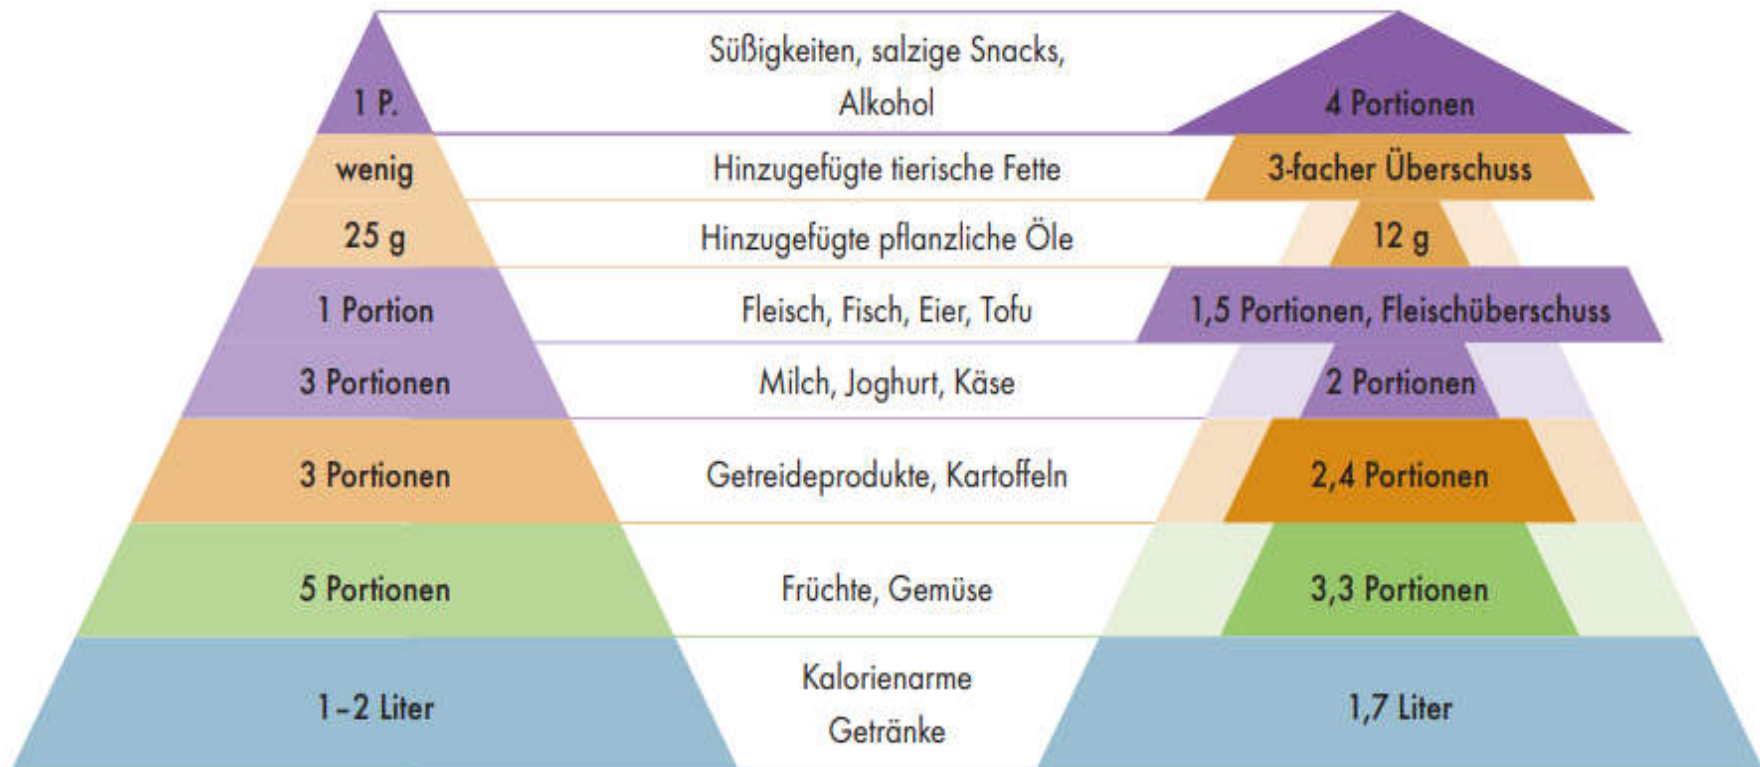 Süßigkeiten, salzige Snacks,
1 P.
Alkohol
4 Portionen
wenig
Hinzugefügte tierische Fette
3-facher Überschuss
25 g
Hinzugefügte pflanzliche Öle
12 g
1 Portion
Fleisch, Fisch, Eier, Tofu
1,5 Portionen, Fleischüberschuss
3 Portionen
Milch, Joghurt, Käse
2 Portionen
3 Portionen
Getreideprodukte, Kartoffeln
2,4 Portionen
5 Portionen
Früchte, Gemüse
3,3 Portionen
Kalorienarme
1–2 Liter
Getränke
1,7 Liter